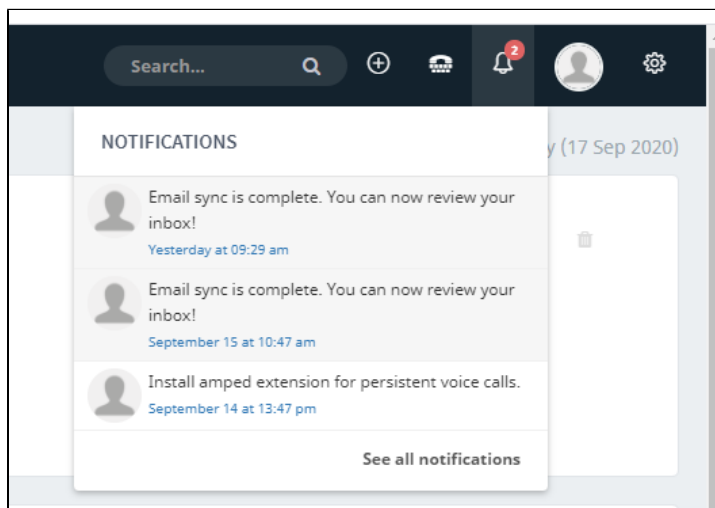 Search...
2
NOTIFICATIONS
y (17 Sep 2020)
Email sync is complete. You can now review your
inbox!
Yesterday at 09:29 am
Email sync is complete. You can now review your
inbox!
September 15 at 10:47 am
Install amped extension for persistent voice calls.
September 14 at 13:47 pm
See all notifications